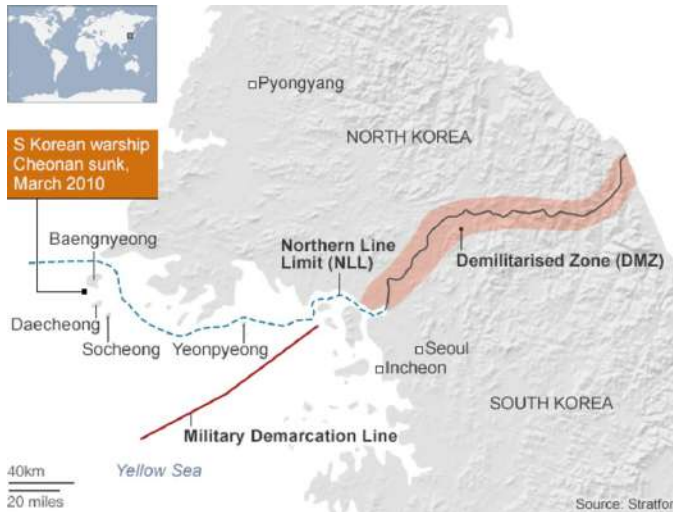 Pyongyang
NORTH KOREA
S Korean warship
Cheonan sunk,
March 2010
Baengnyeong
Northern Line
Limit (NLL)
Demilitarised Zone (DMZ)
Daecheong
Socheong
Yeonpyeong
Seoul
Incheon
SOUTH KOREA
Military Demarcation Line
Yellow Sea
40km
20 miles
Source: Stratfor